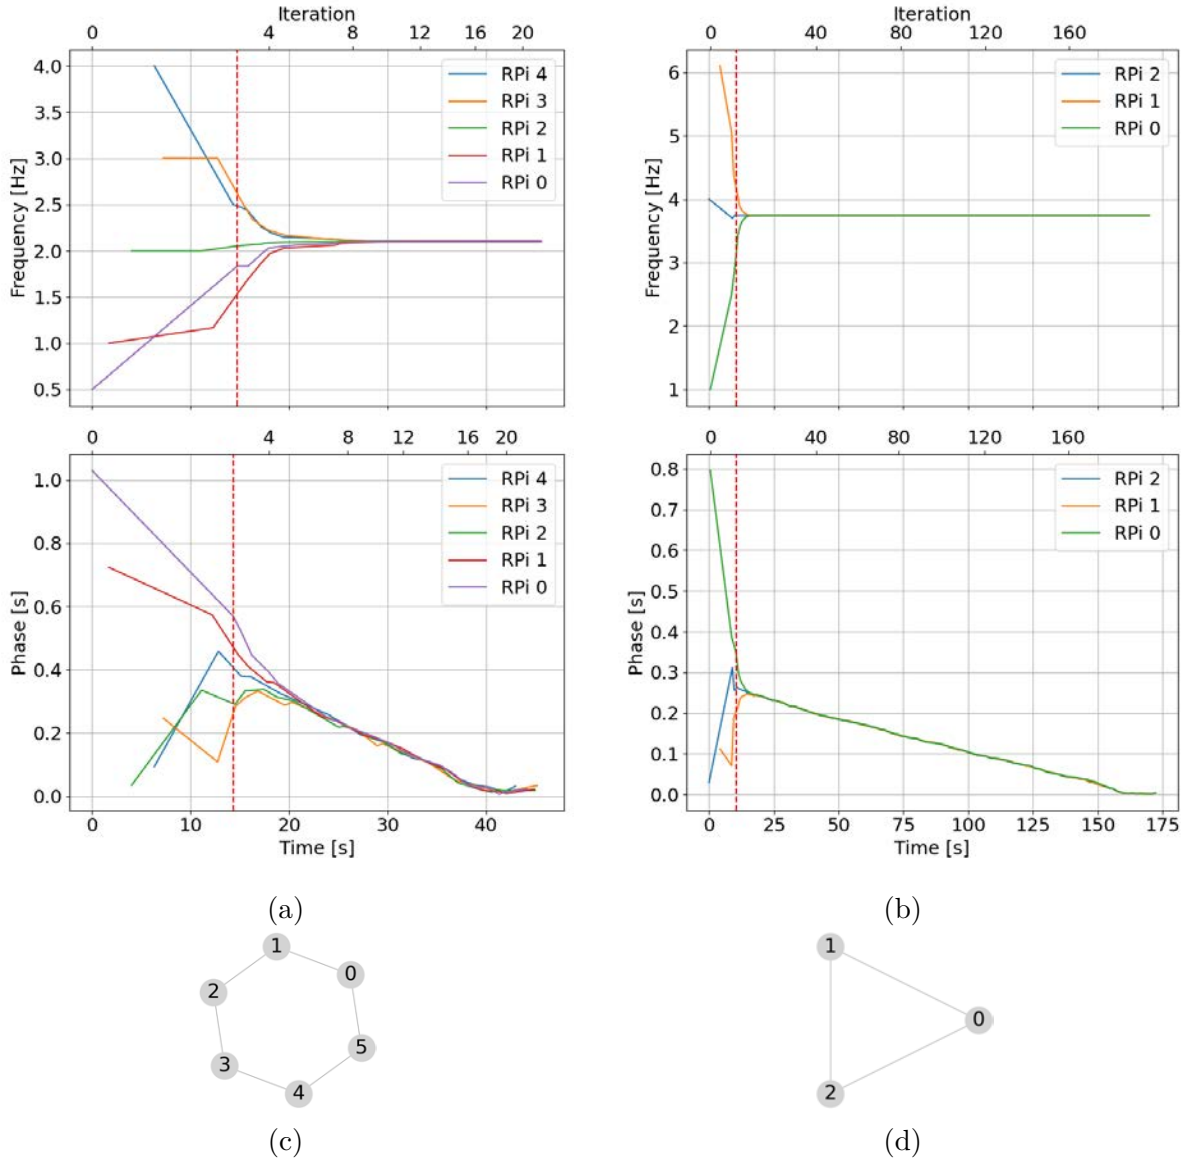 Iteration
0 4 8 12 16 20
4.0
3.5
3.0
2.5
2.0
1.5
1.0
0.5
Frequency [Hz]
RPi 4
RPi 3
RPi 2
RPi 1
RPi 0
Iteration
0 40 80 120 160
6
5
4
3
2
1
Frequency [Hz]
RPi 2
RPi 1
RPi 0
0 4 8 12 16 20
1.0
0.8
0.6
0.4
0.2
0.0
Phase [s]
RPi 4
RPi 3
RPi 2
RPi 1
RPi 0
0 10 20 30 40
Time [s]
0 40 80 120 160
0.8
0.7
0.6
0.5
0.4
0.3
0.2
0.1
0.0
Phase [s]
RPi 2
RPi 1
RPi 0
0 25 50 75 100 125 150 175
Time [s]
(a)
(b)
1
0
2
5
3
4
(c)
1
0
2
(d)